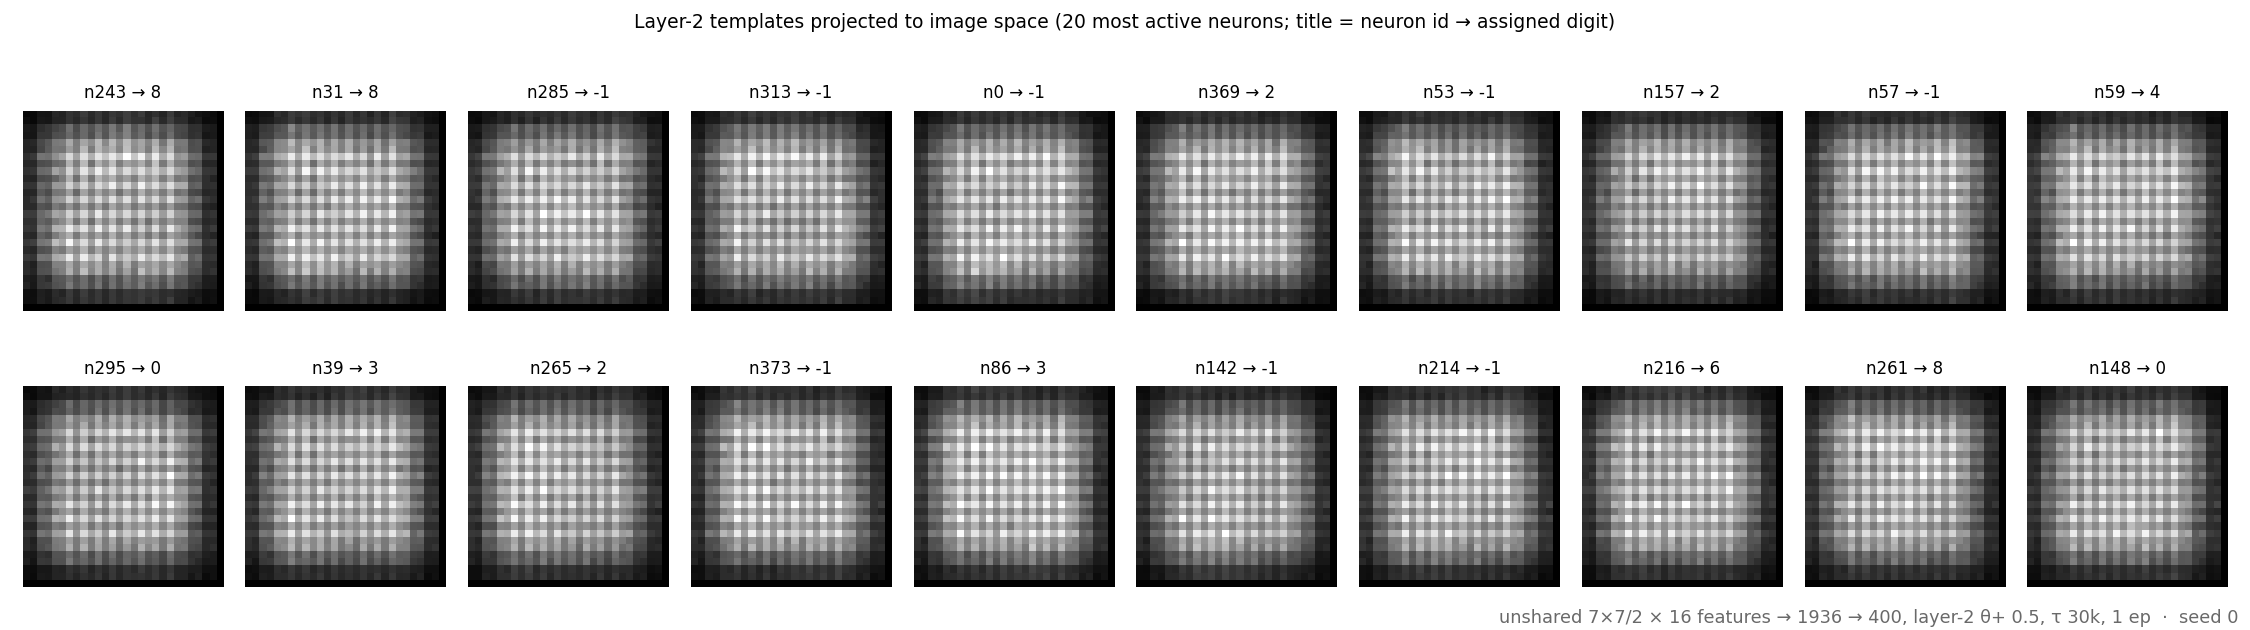 Layer-2 templates projected to image space (20 most active neurons; title = neuron id → assigned digit)
n243 → 8 n31 → 8 n285 → -1 n313 → -1 n0 → -1 n369 → 2 n53 → -1 n157 → 2 n57 → -1 n59 → 4
n295 → 0 n39 → 3 n265 → 2 n373 → -1 n86 → 3 n142 → -1 n214 → -1 n216 → 6 n261 → 8 n148 → 0
unshared 7×7/2 × 16 features → 1936 → 400, layer-2 θ+ 0.5, τ 30k, 1 ep · seed 0